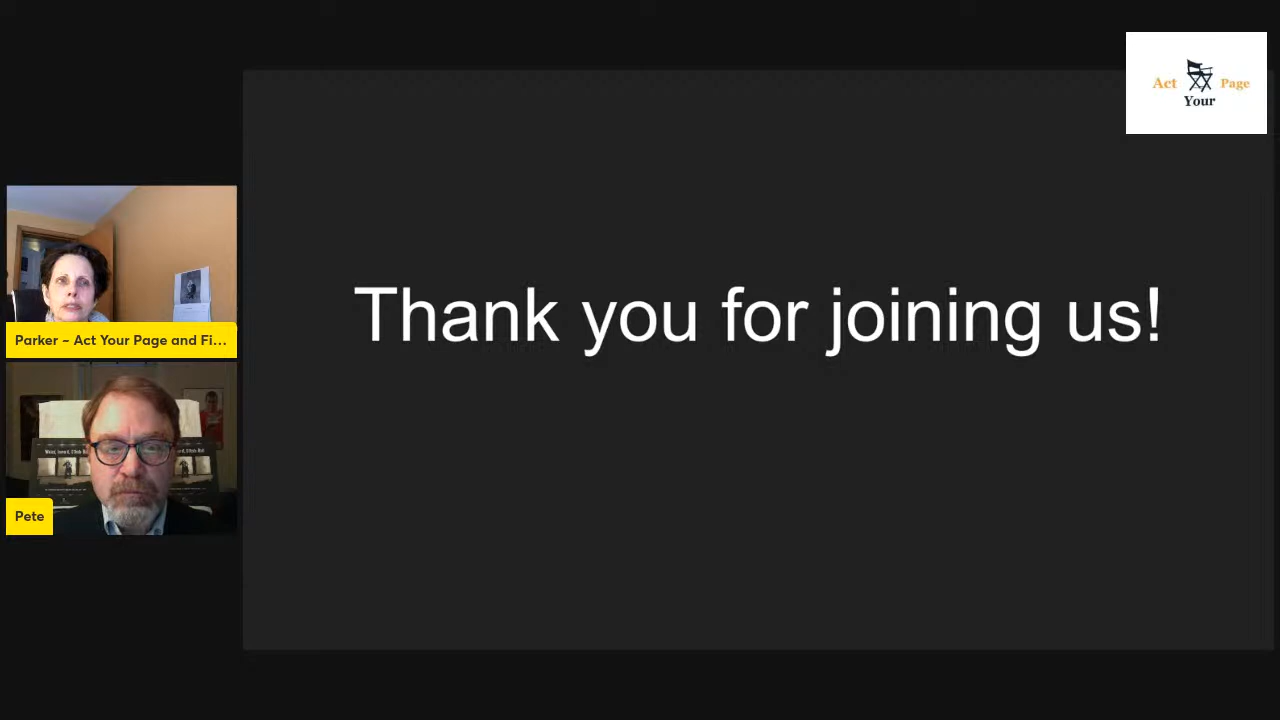 Act Page
Your
Parker – Act Your Page and Fi...
Thank you for joining us!
Pete